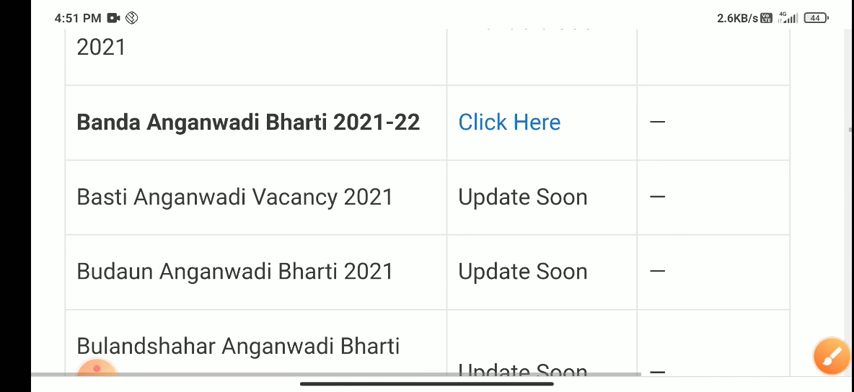 4:51 PM
2.6KB/s 4G 44
2021
Banda Anganwadi Bharti 2021-22 Click Here —
Basti Anganwadi Vacancy 2021 Update Soon —
Budaun Anganwadi Bharti 2021 Update Soon —
Bulandshahar Anganwadi Bharti
Update Soon —